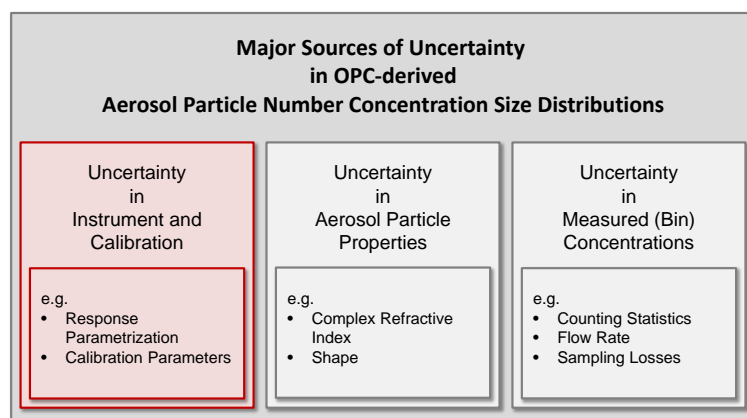 Major Sources of Uncertainty
in OPC-derived
Aerosol Particle Number Concentration Size Distributions
Uncertainty
in
Instrument and
Calibration
e.g.
• Response
Parametrization
• Calibration Parameters
Uncertainty
in
Aerosol Particle
Properties
e.g.
• Complex Refractive
Index
• Shape
Uncertainty
in
Measured (Bin)
Concentrations
e.g.
• Counting Statistics
• Flow Rate
• Sampling Losses